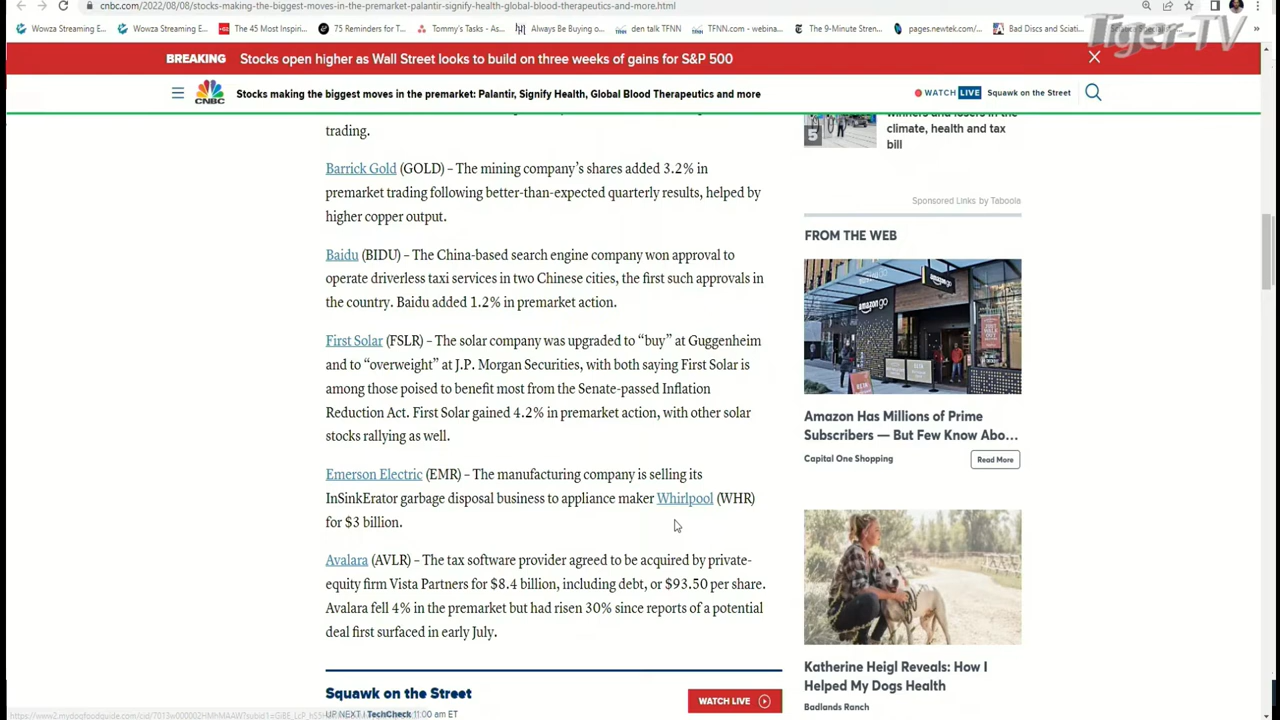 cnbc.com/2022/08/08/stocks-making-the-biggest-moves-in-the-premarket-palantir-signify-health-global-blood-therapeutics-and-more.html
Wowza Streaming E... Wowza Streaming E... The 45 Most Inspiri... 75 Reminders for T... Tommy's Tasks - As... Always Be Buying o... den talk TFNN TFNN.com - webina... The 9-Minute Stren... pages.newtek.com/... Bad Discs and Sciati...
Tiger-TV
BREAKING Stocks open higher as Wall Street looks to build on three weeks of gains for S&P 500
CNBC Stocks making the biggest moves in the premarket: Palantir, Signify Health, Global Blood Therapeutics and more WATCH LIVE Squawk on the Street
trading.
Barrick Gold (GOLD) – The mining company's shares added 3.2% in
premarket trading following better-than-expected quarterly results, helped by
higher copper output.
Baidu (BIDU) – The China-based search engine company won approval to
operate driverless taxi services in two Chinese cities, the first such approvals in
the country. Baidu added 1.2% in premarket action.
First Solar (FSLR) – The solar company was upgraded to “buy” at Guggenheim
and to “overweight” at J.P. Morgan Securities, with both saying First Solar is
among those poised to benefit most from the Senate-passed Inflation
Reduction Act. First Solar gained 4.2% in premarket action, with other solar
stocks rallying as well.
Emerson Electric (EMR) – The manufacturing company is selling its
InSinkErator garbage disposal business to appliance maker Whirlpool (WHR)
for $3 billion.
Avalara (AVLR) – The tax software provider agreed to be acquired by private-
equity firm Vista Partners for $8.4 billion, including debt, or $93.50 per share.
Avalara fell 4% in the premarket but had risen 30% since reports of a potential
deal first surfaced in early July.
Squawk on the Street
UP NEXT | TechCheck 11:00 am ET
WATCH LIVE
5
winners and losers in the
climate, health and tax
bill
Sponsored Links by Taboola
FROM THE WEB
amazon go
amazon go
Amazon Has Millions of Prime
Subscribers — But Few Know Abo...
Capital One Shopping
Read More
Katherine Heigl Reveals: How I
Helped My Dogs Health
Badlands Ranch